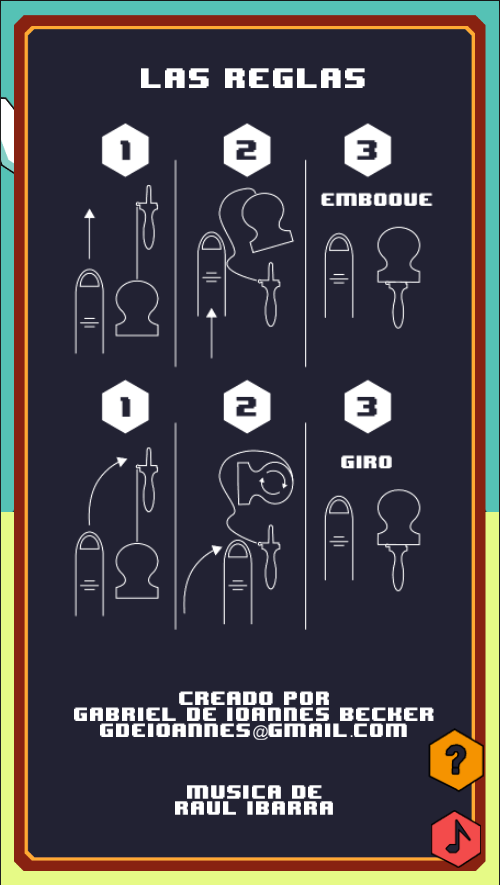 LAS REGLAS
1 2 3
EMBOQUE
1 2 3
GIRO
CREADO POR
GABRIEL DE IOANNES BECKER
GDEIOANNES@GMAIL.COM
MUSICA DE
RAUL IBARRA
?